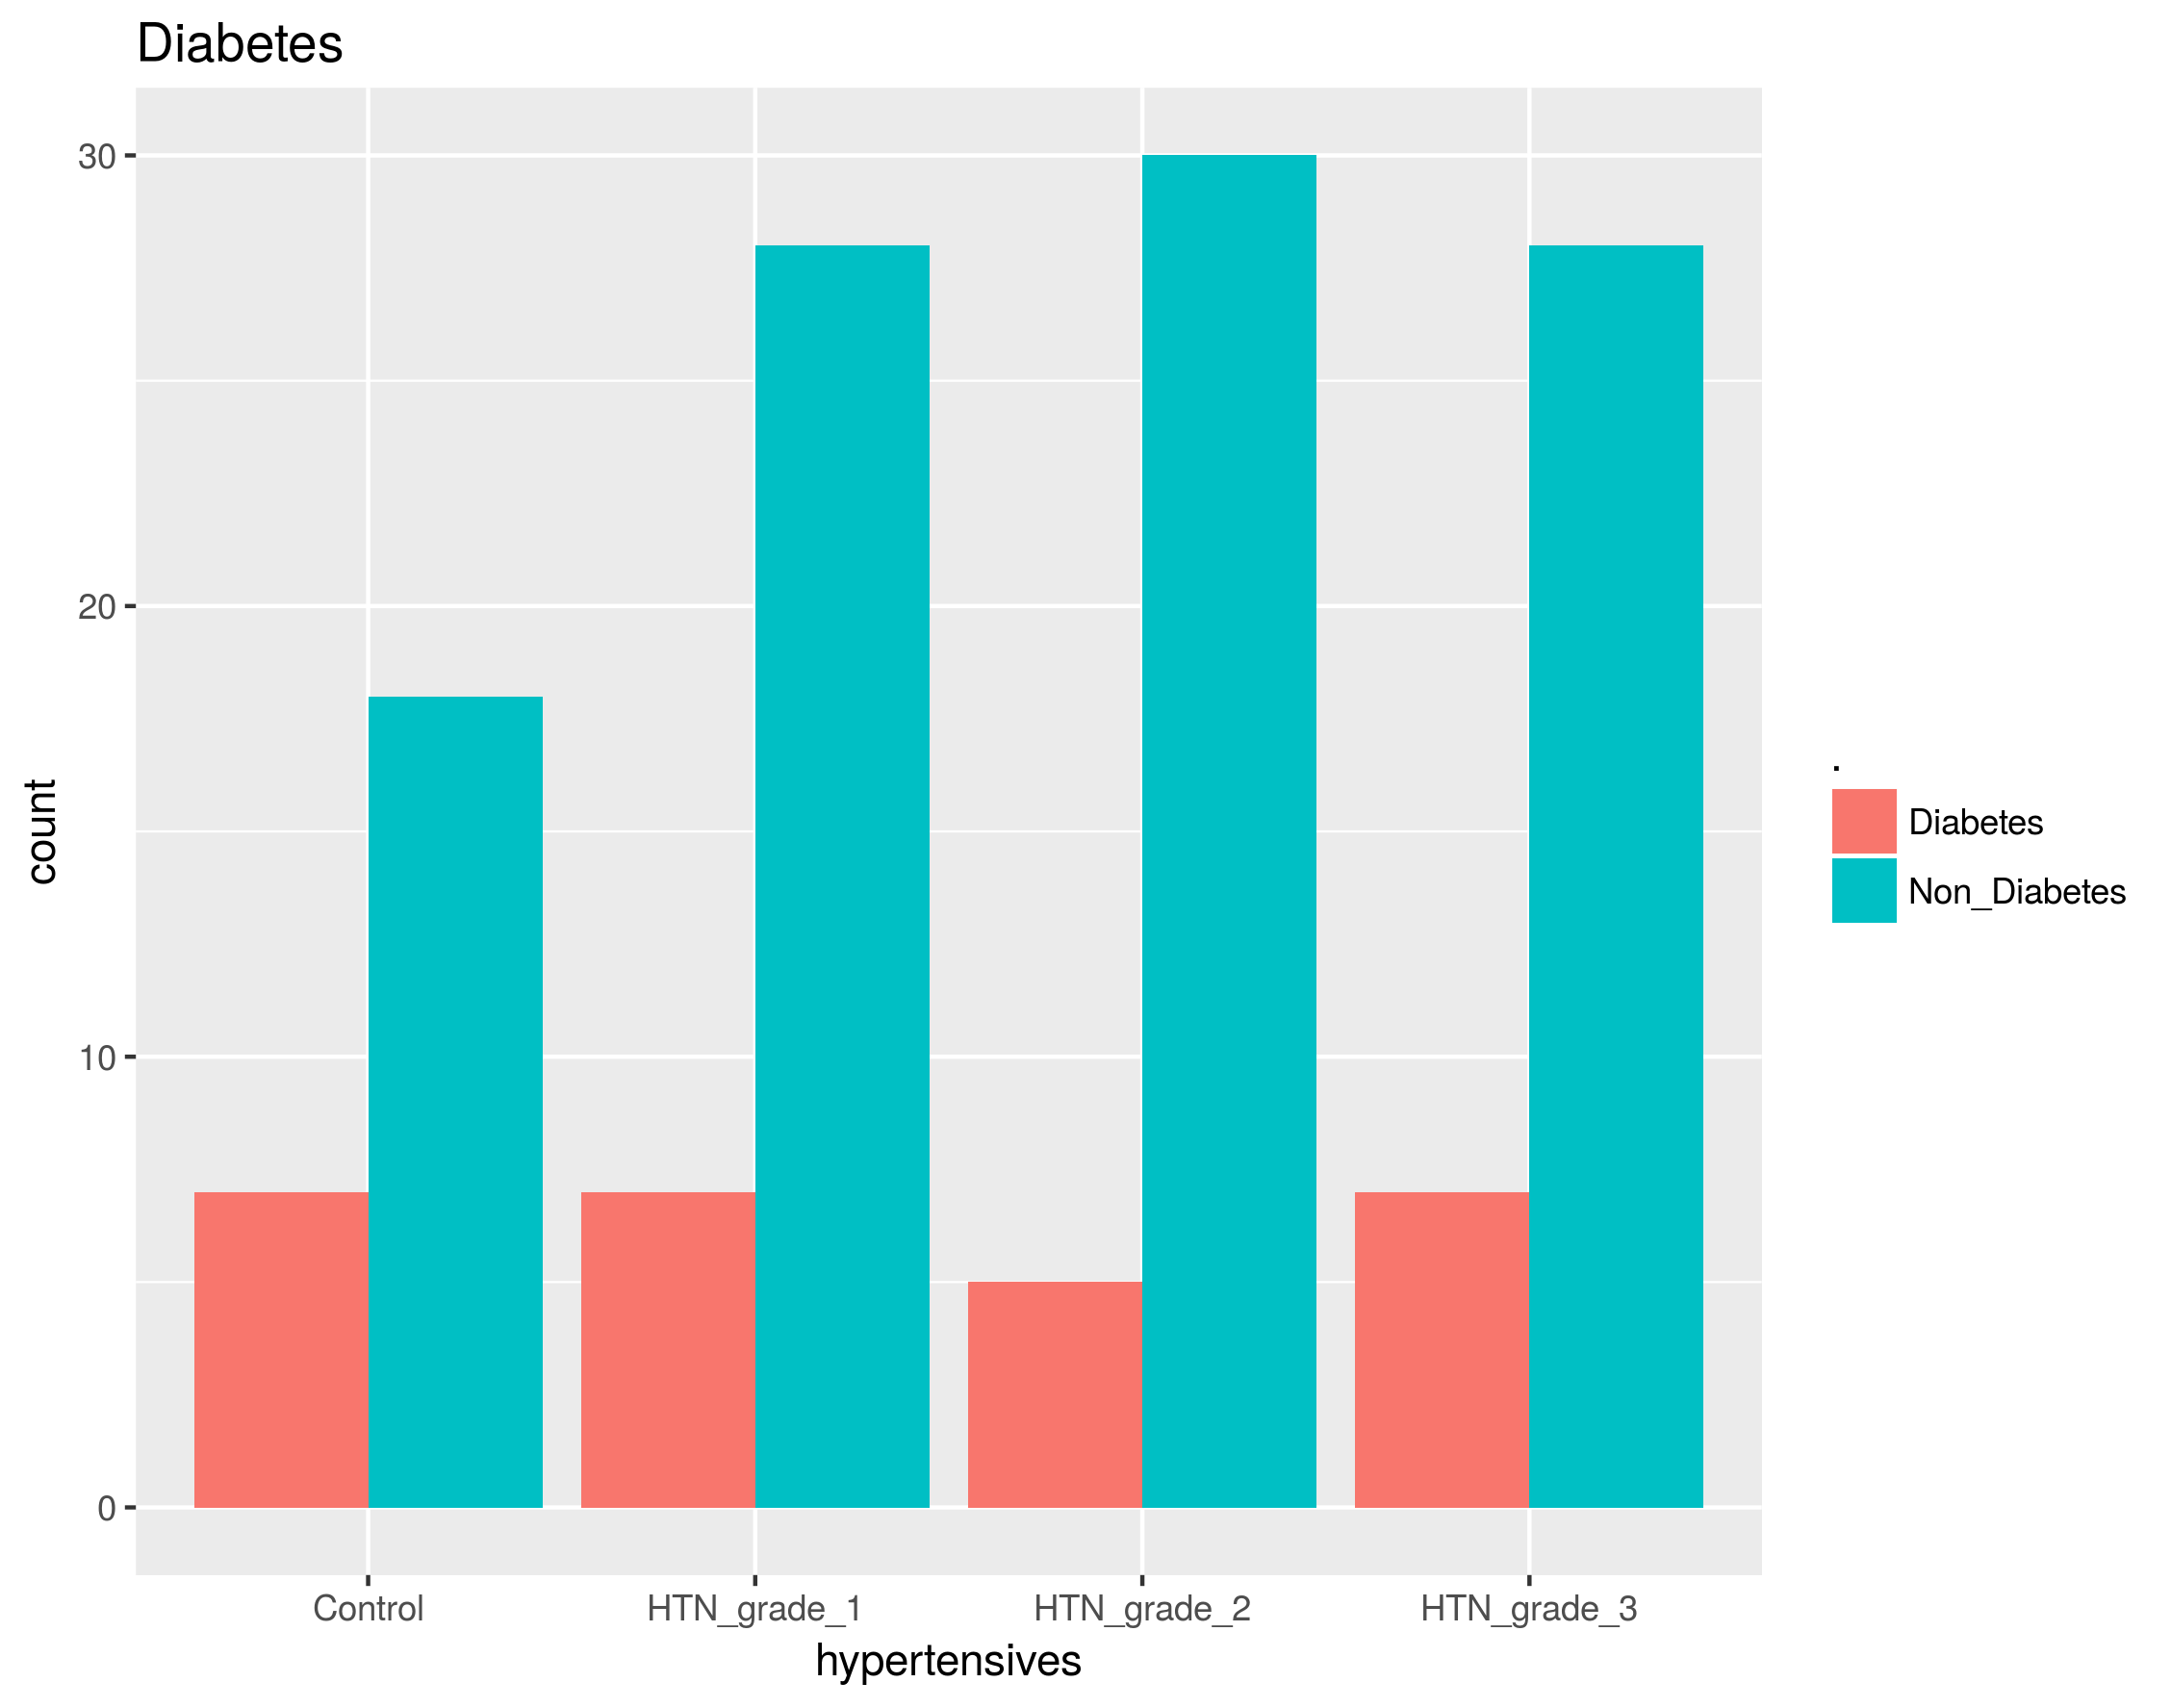 Diabetes
30
20
10
0
count
Control
HTN_grade_1
HTN_grade_2
HTN_grade_3
hypertensives
.
Diabetes
Non_Diabetes